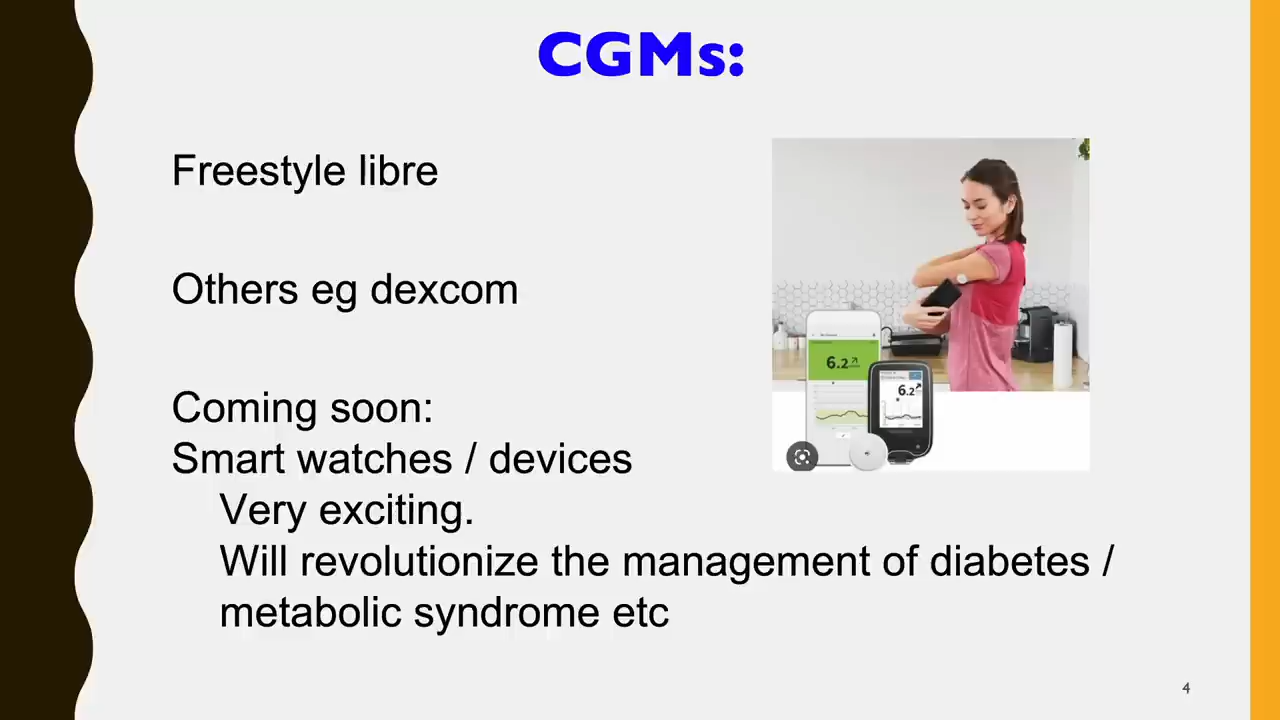 CGMs:
Freestyle libre
Others eg dexcom
Coming soon:
Smart watches / devices
Very exciting.
Will revolutionize the management of diabetes /
metabolic syndrome etc
6.2
6.2
4